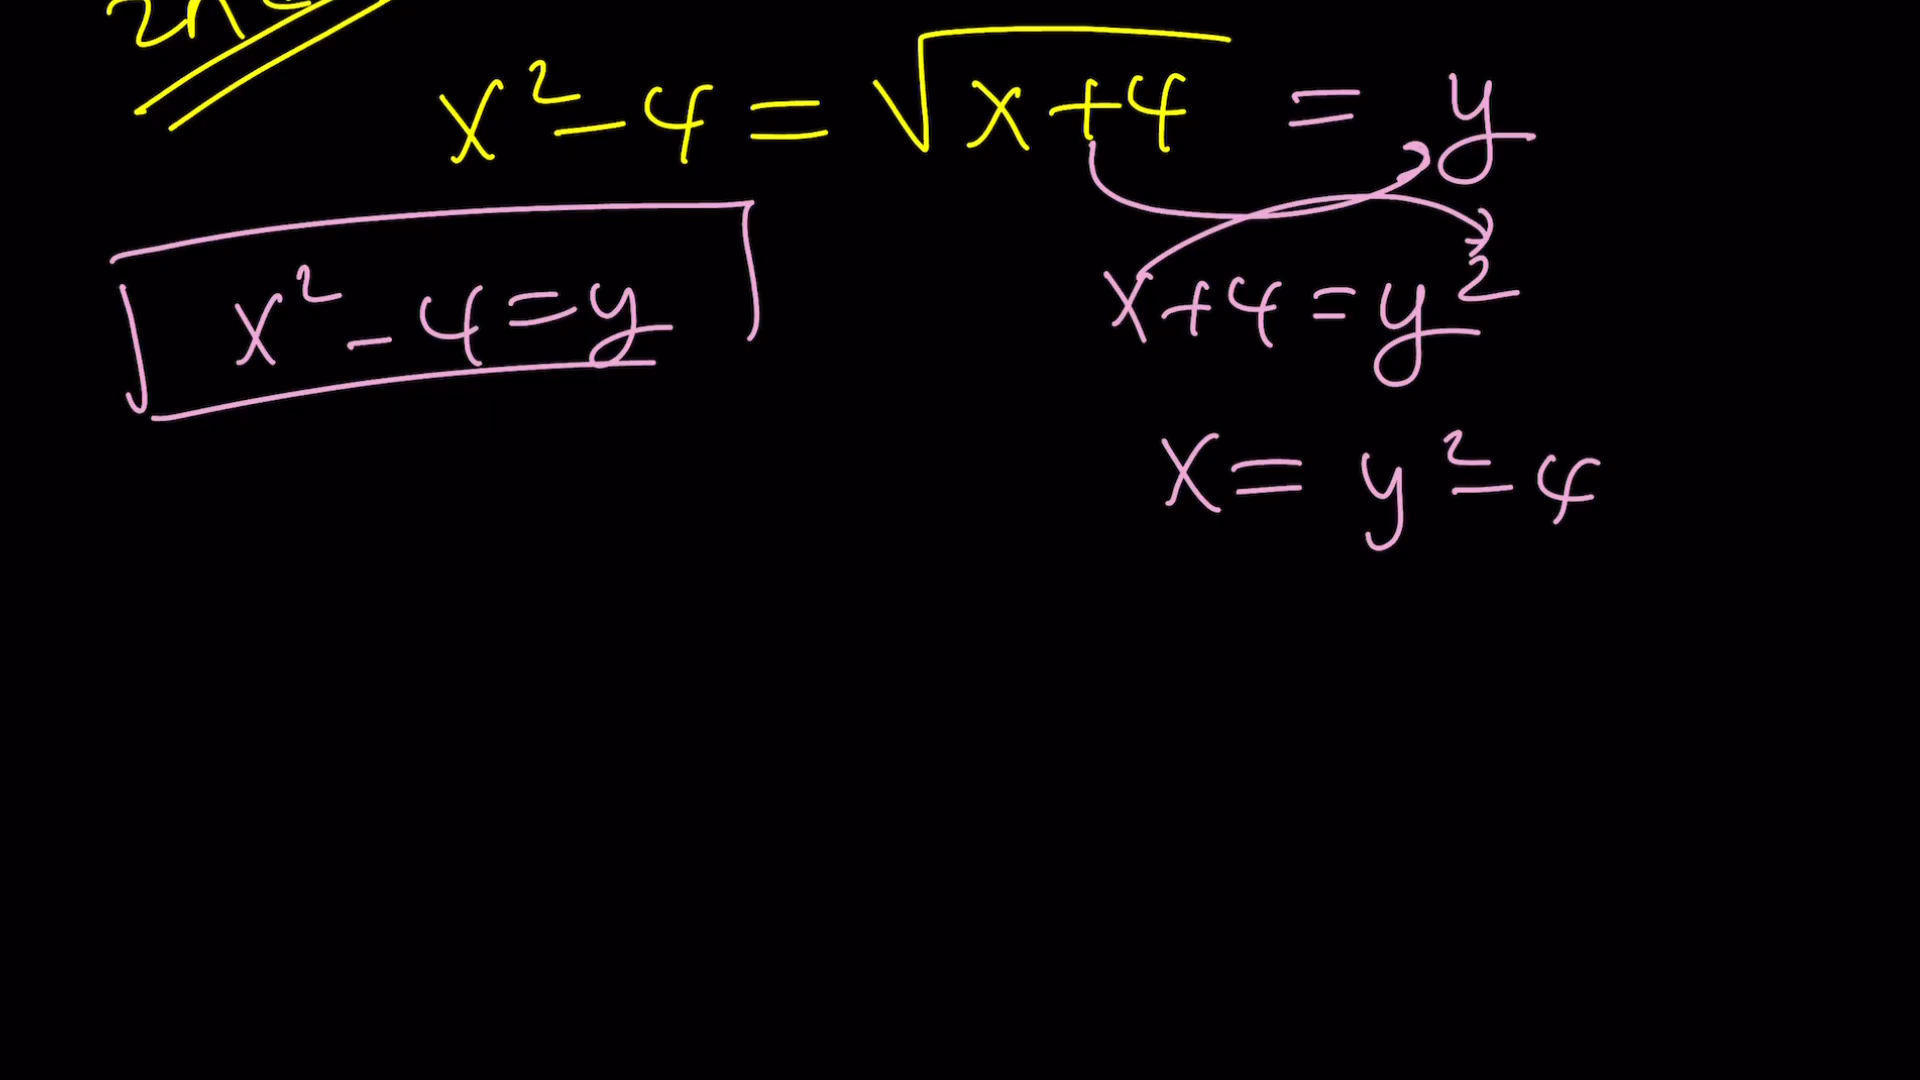 x² - 4 = √(x+4) = y
x² - 4 = y
x + 4 = y²
x = y² - 4